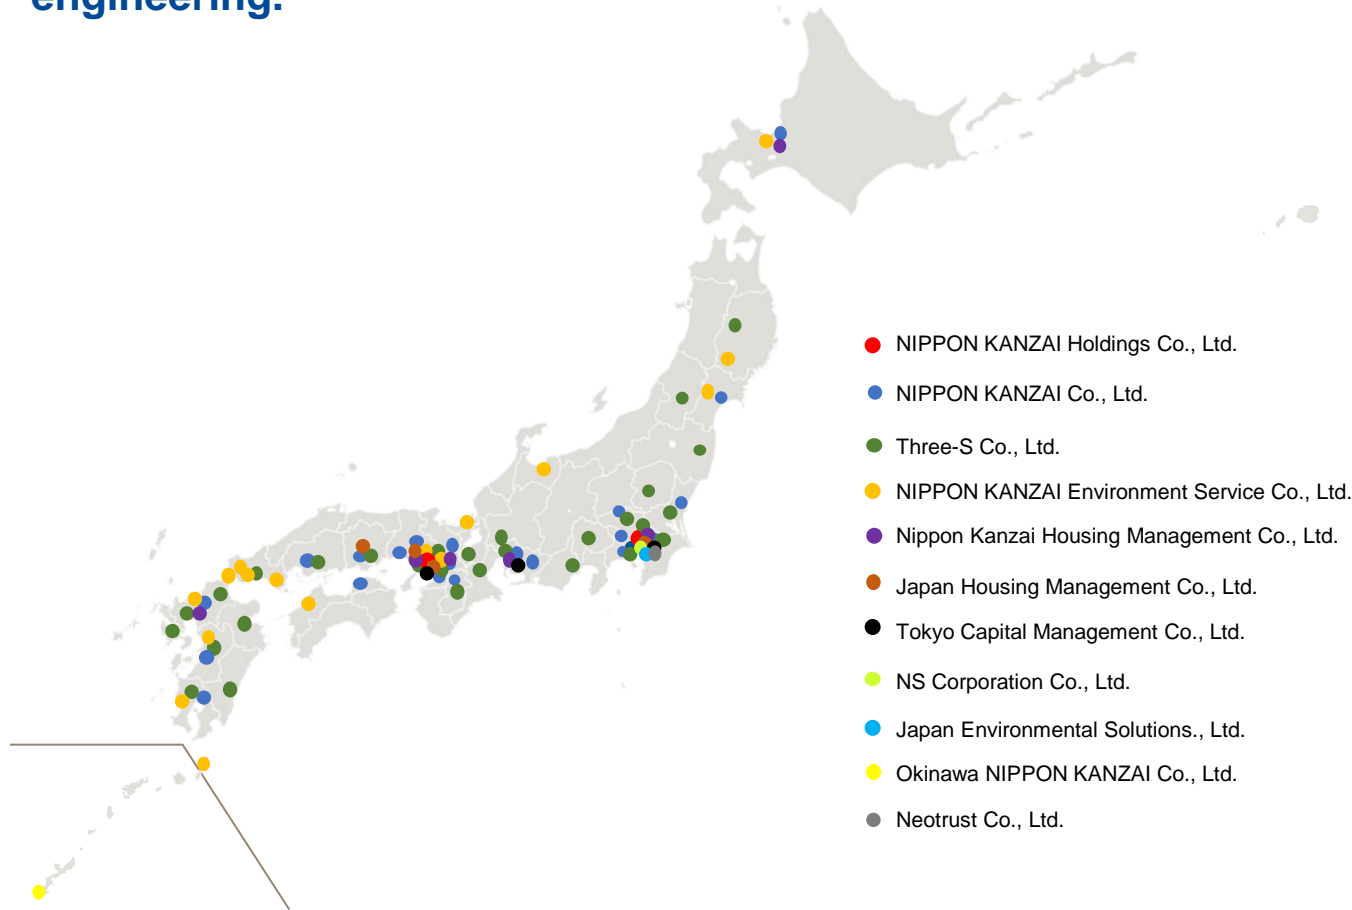 engineering.
NIPPON KANZAI Holdings Co., Ltd.
NIPPON KANZAI Co., Ltd.
Three-S Co., Ltd.
NIPPON KANZAI Environment Service Co., Ltd.
Nippon Kanzai Housing Management Co., Ltd.
Japan Housing Management Co., Ltd.
Tokyo Capital Management Co., Ltd.
NS Corporation Co., Ltd.
Japan Environmental Solutions., Ltd.
Okinawa NIPPON KANZAI Co., Ltd.
Neotrust Co., Ltd.